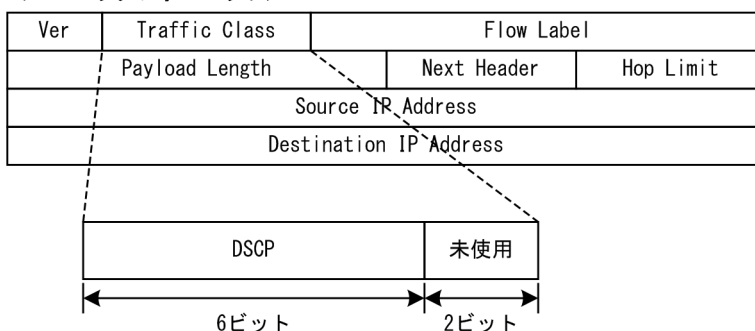 Ver Traffic Class Flow Label
Payload Length Next Header Hop Limit
Source IP Address
Destination IP Address
DSCP 未使用
6ビット 2ビット